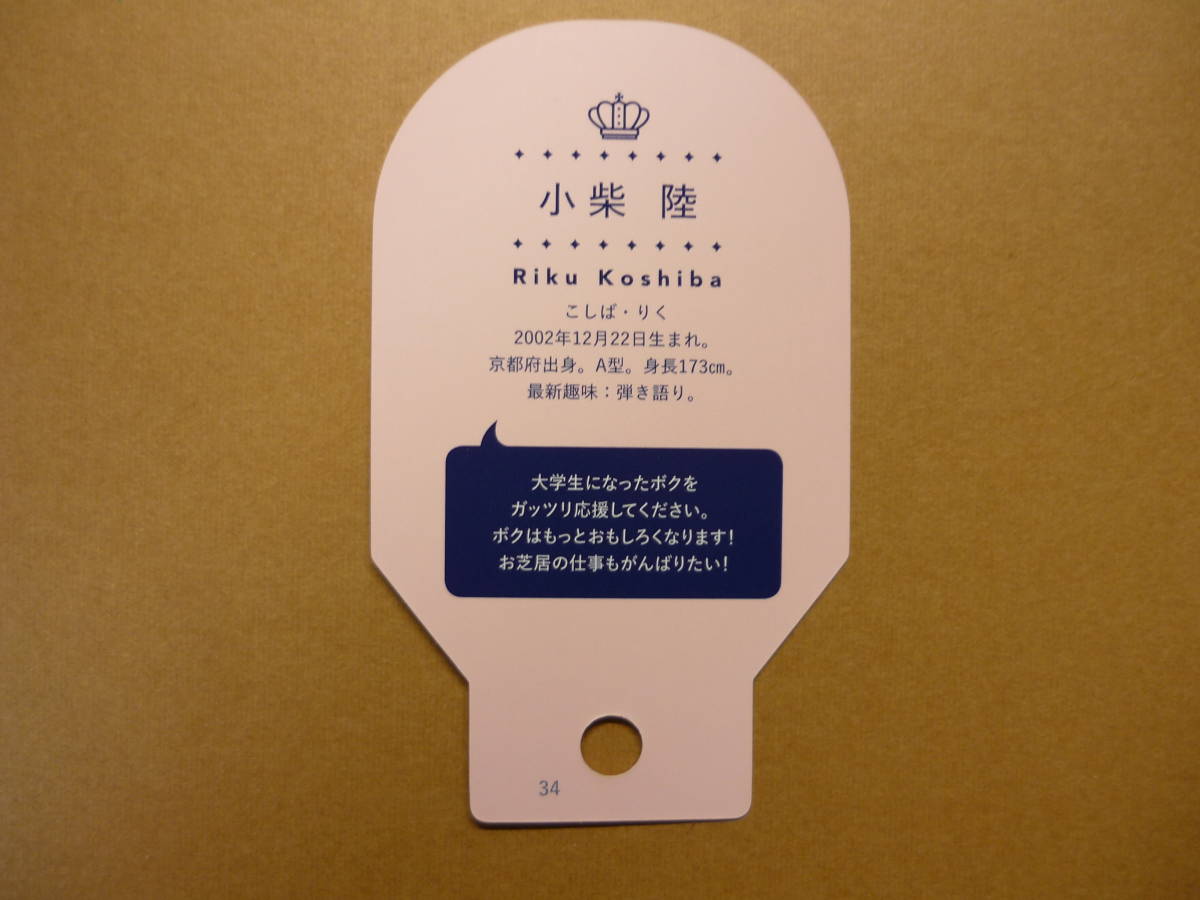 小柴 陸
Riku Koshiba
こしば・りく
2002年12月22日生まれ。
京都府出身。A型。身長173㎝。
最新趣味：弾き語り。
大学生になったボクを
ガッツリ応援してください。
ボクはもっとおもしろくなります!
お芝居の仕事もがんばりたい!
34